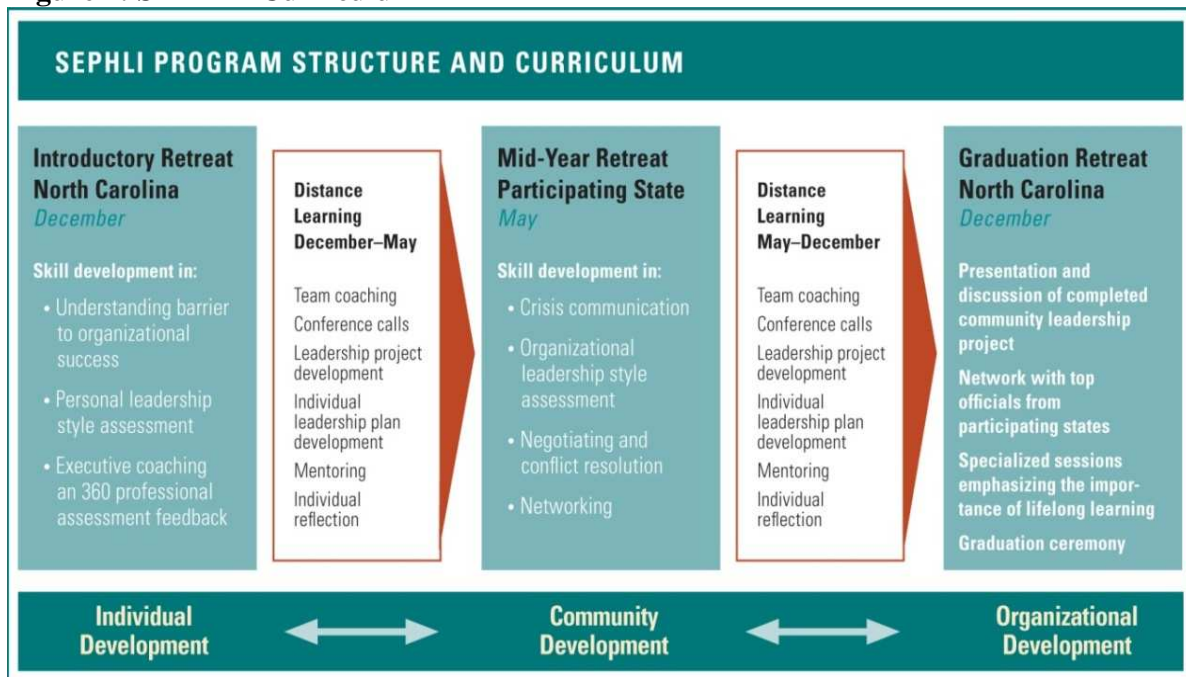 SEPHLI PROGRAM STRUCTURE AND CURRICULUM
Introductory Retreat
North Carolina
December
Skill development in:
• Understanding barrier
to organizational
success
• Personal leadership
style assessment
• Executive coaching
an 360 professional
assessment feedback
Distance
Learning
December–May
Team coaching
Conference calls
Leadership project
development
Individual
leadership plan
development
Mentoring
Individual
reflection
Mid-Year Retreat
Participating State
May
Skill development in:
• Crisis communication
• Organizational
leadership style
assessment
• Negotiating and
conflict resolution
• Networking
Distance
Learning
May–December
Team coaching
Conference calls
Leadership project
development
Individual
leadership plan
development
Mentoring
Individual
reflection
Graduation Retreat
North Carolina
December
Presentation and
discussion of completed
community leadership
project
Network with top
officials from
participating states
Specialized sessions
emphasizing the impor-
tance of lifelong learning
Graduation ceremony
Individual
Development
Community
Development
Organizational
Development